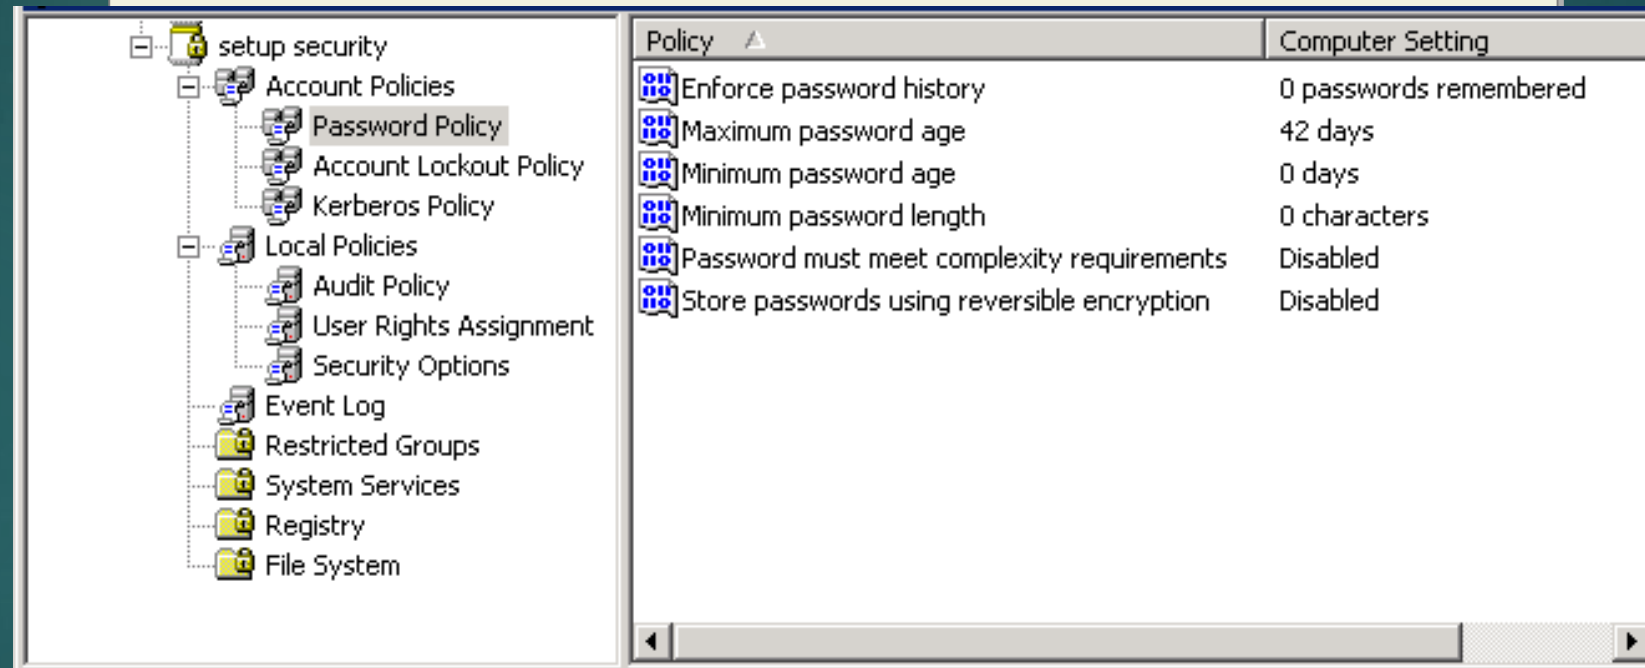 setup security
Account Policies
Password Policy
Account Lockout Policy
Kerberos Policy
Local Policies
Audit Policy
User Rights Assignment
Security Options
Event Log
Restricted Groups
System Services
Registry
File System
Policy Computer Setting
Enforce password history 0 passwords remembered
Maximum password age 42 days
Minimum password age 0 days
Minimum password length 0 characters
Password must meet complexity requirements Disabled
Store passwords using reversible encryption Disabled